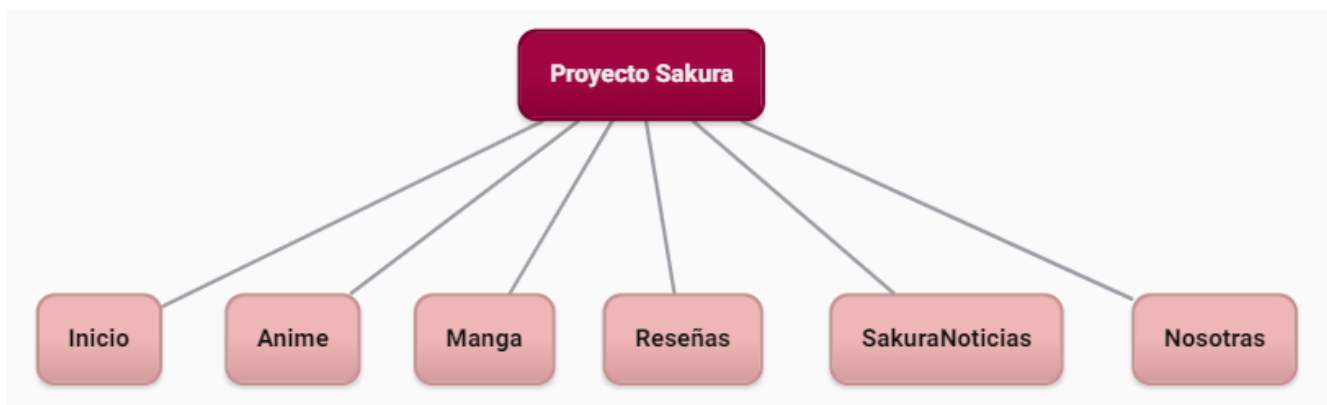 Proyecto Sakura
Inicio
Anime
Manga
Reseñas
SakuraNoticias
Nosotras